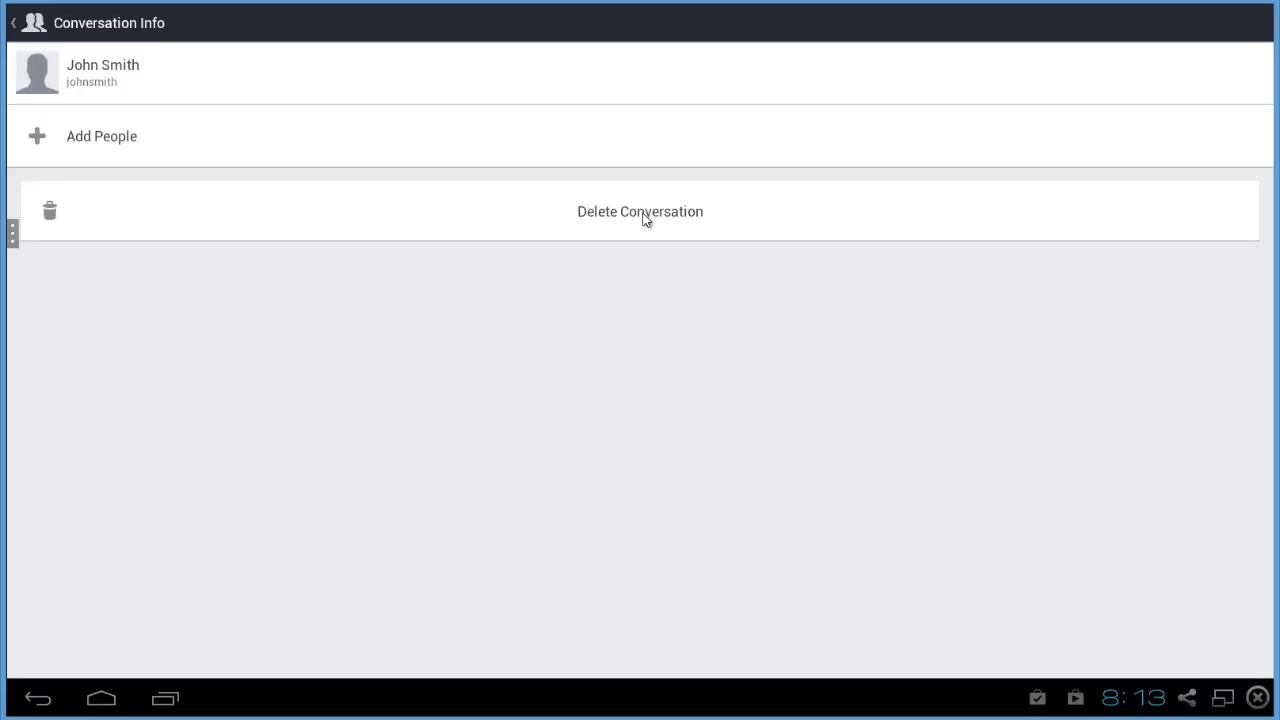 Conversation Info
John Smith
johnsmith
Add People
Delete Conversation
8:13